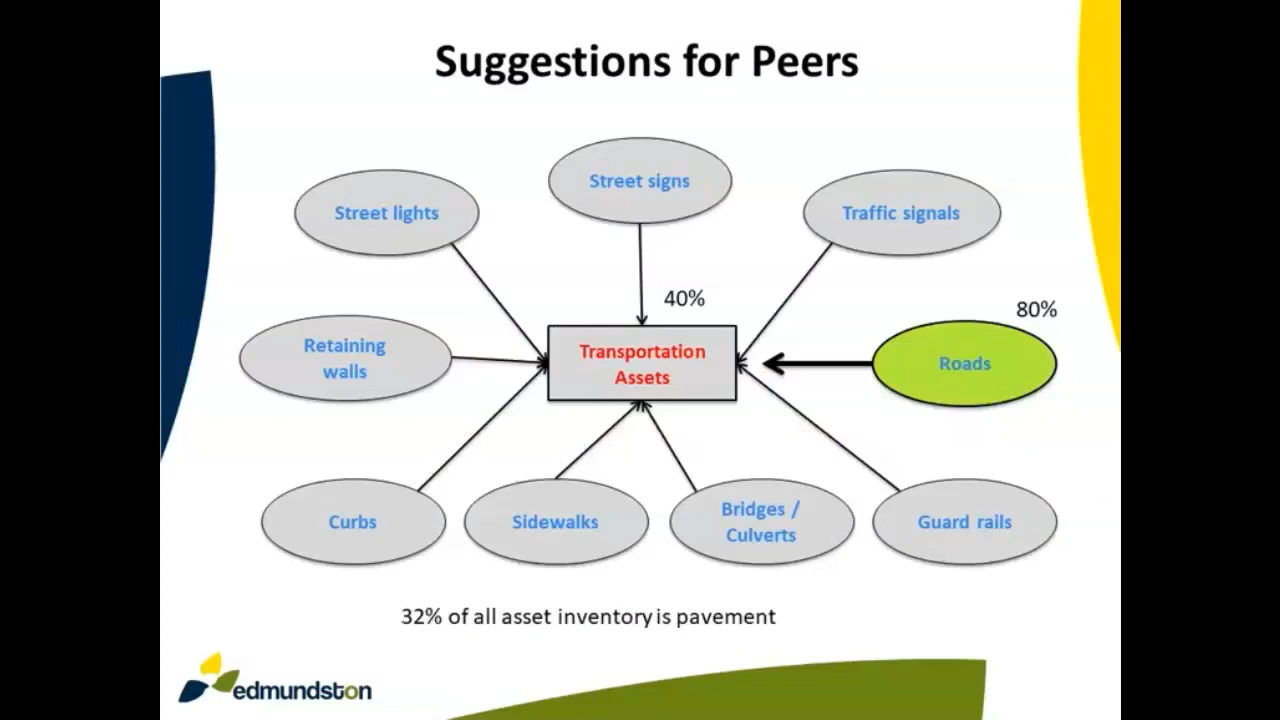 Suggestions for Peers
Street signs
Street lights
Traffic signals
40%
80%
Retaining
walls
Transportation
Assets
Roads
Curbs
Sidewalks
Bridges /
Culverts
Guard rails
32% of all asset inventory is pavement
edmundston